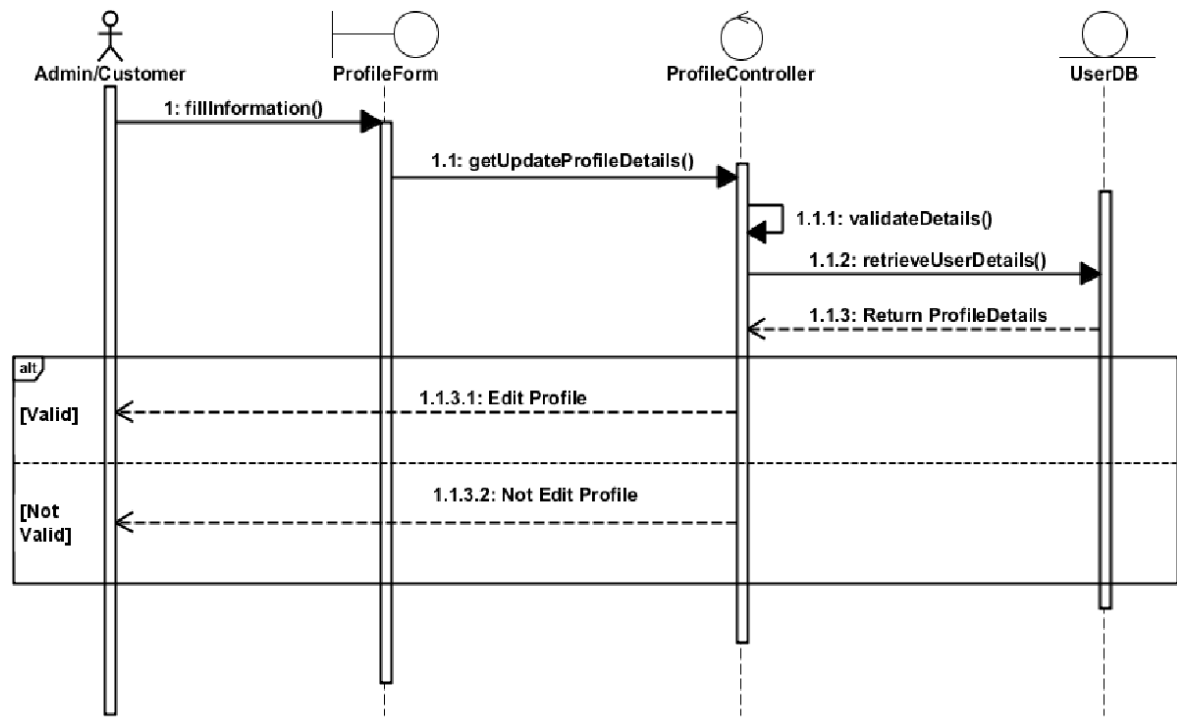 Admin/Customer
ProfileForm
ProfileController
UserDB
1: fillInformation()
1.1: getUpdateProfileDetails()
1.1.1: validateDetails()
1.1.2: retrieveUserDetails()
1.1.3: Return ProfileDetails
alt
1.1.3.1: Edit Profile
[Valid]
1.1.3.2: Not Edit Profile
[Not
Valid]